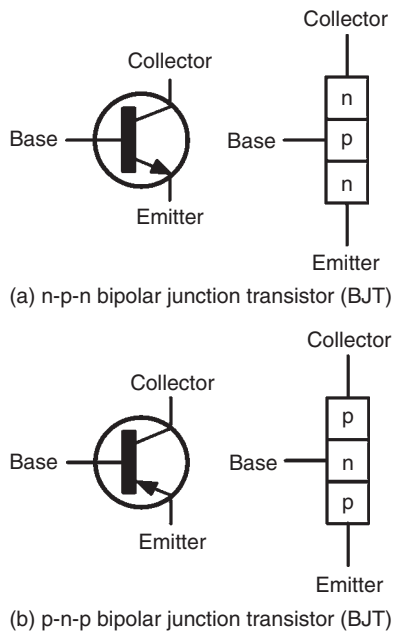 Collector
Collector
n
Base
Base
p
n
Emitter
Emitter
(a) n-p-n bipolar junction transistor (BJT)
Collector
Collector
p
Base
Base
n
p
Emitter
Emitter
(b) p-n-p bipolar junction transistor (BJT)